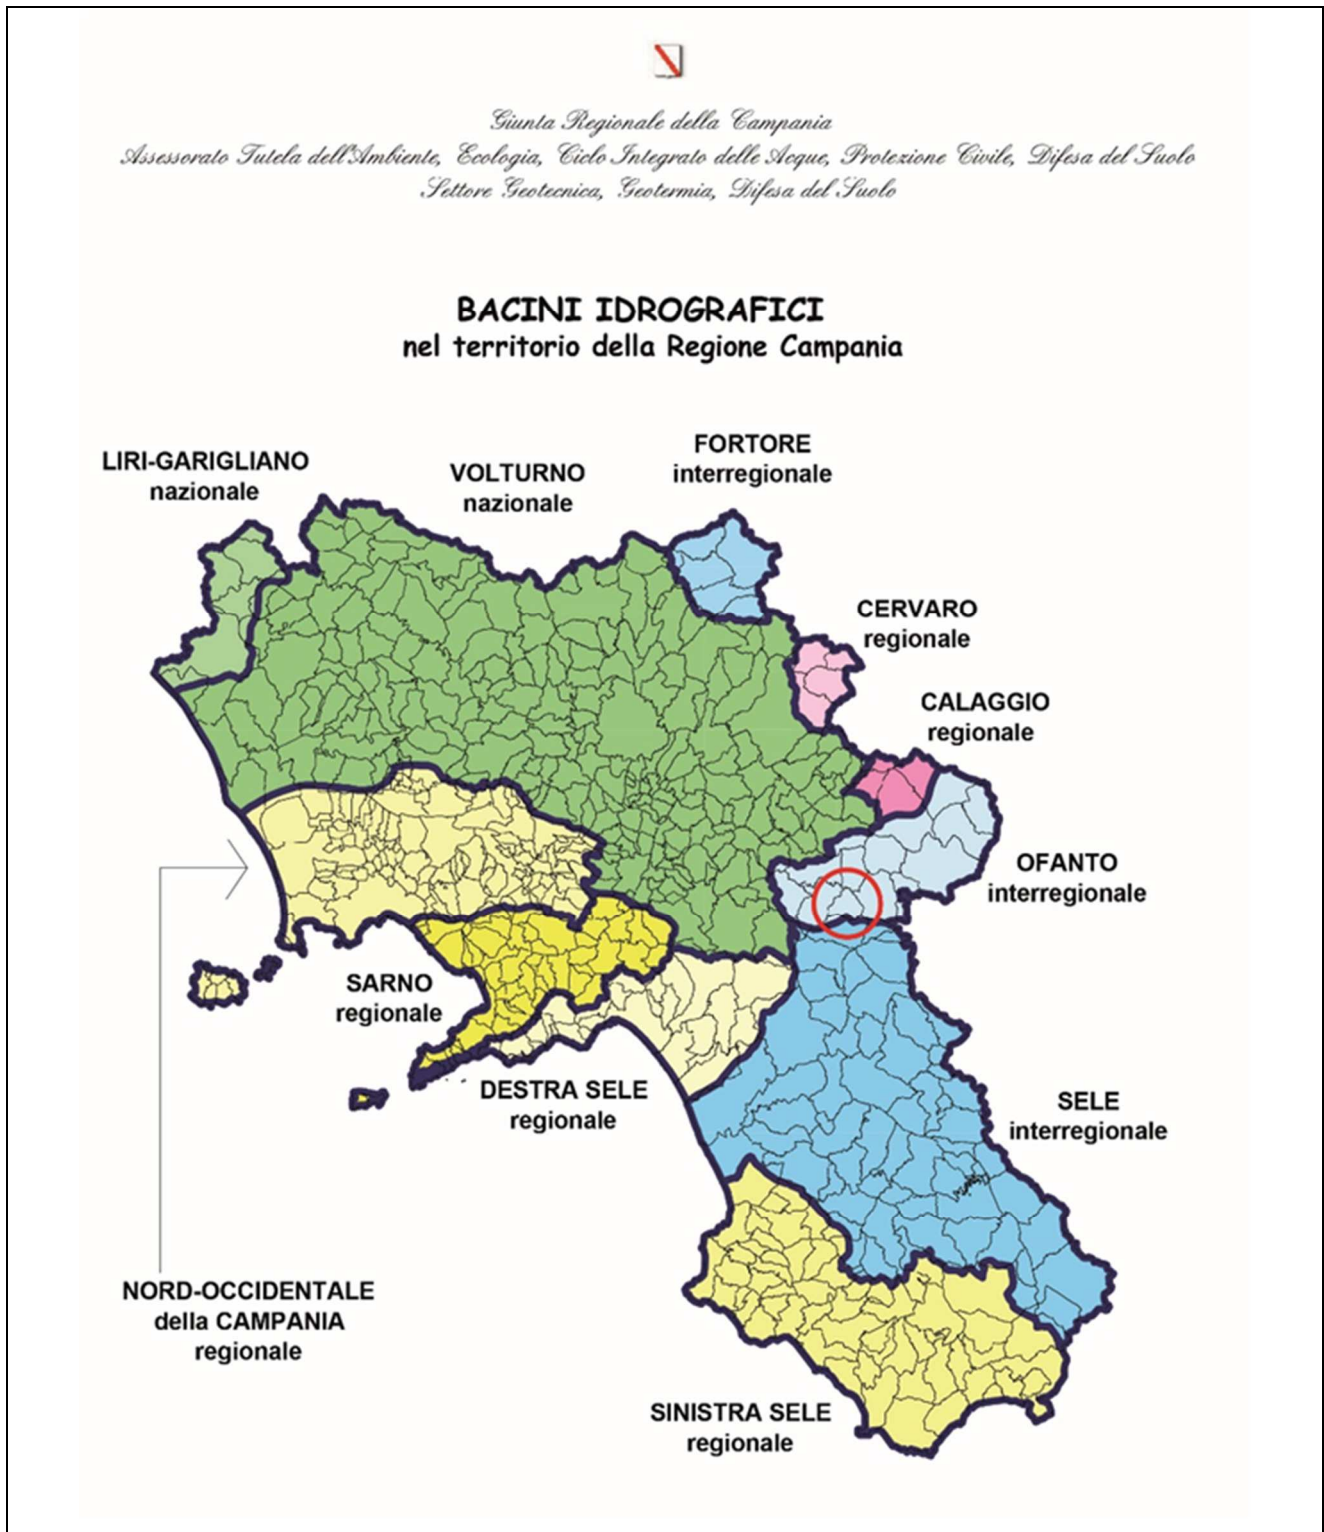 Giunta Regionale della Campania
Assessorato Tutela dell'Ambiente, Ecologia, Ciclo Integrato delle Acque, Protezione Civile, Difesa del Suolo
Settore Geotecnica, Geotermia, Difesa del Suolo
BACINI IDROGRAFICI
nel territorio della Regione Campania
FORTORE
interregionale
LIRI-GARIGLIANO
nazionale
VOLTURNO
nazionale
CERVARO
regionale
CALAGGIO
regionale
OFANTO
interregionale
SARNO
regionale
DESTRA SELE
regionale
SELE
interregionale
NORD-OCCIDENTALE
della CAMPANIA
regionale
SINISTRA SELE
regionale